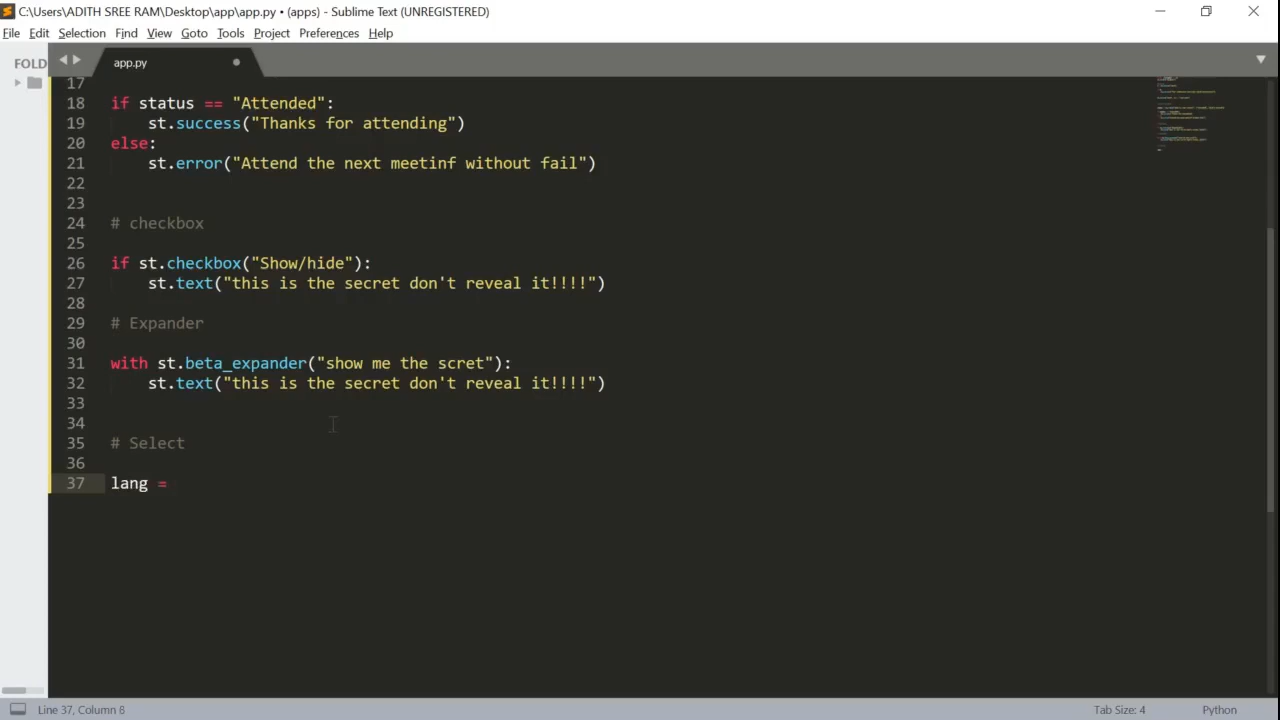 C:\Users\ADITH SREE RAM\Desktop\app\app.py • (apps) - Sublime Text (UNREGISTERED)
File Edit Selection Find View Goto Tools Project Preferences Help
FOLD
app.py
17
18 if status == "Attended":
19 st.success("Thanks for attending")
20 else:
21 st.error("Attend the next meetinf without fail")
22
23
24 # checkbox
25
26 if st.checkbox("Show/hide"):
27 st.text("this is the secret don't reveal it!!!!")
28
29 # Expander
30
31 with st.beta_expander("show me the scret"):
32 st.text("this is the secret don't reveal it!!!!")
33
34
35 # Select
36
37 lang =
Line 37, Column 8
Tab Size: 4
Python